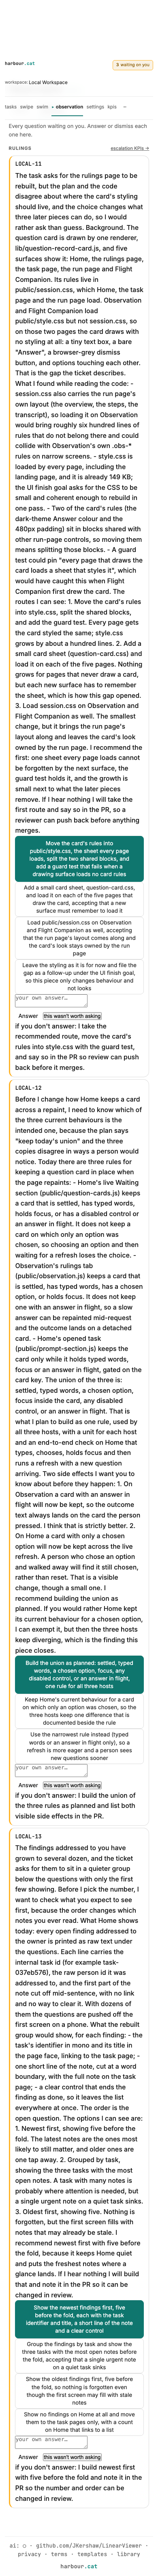 harbour.cat
3 waiting on you
workspace: Local Workspace
tasks swipe swim • observation settings kpis ⋯
Every question waiting on you. Answer or dismiss each
one here.
RULINGS
escalation KPIs →
LOCAL-11
The task asks for the rulings page to be
rebuilt, but the plan and the code
disagree about where the card's styling
should live, and the choice changes what
three later pieces can do, so I would
rather ask than guess. Background. The
question card is drawn by one renderer,
lib/question-record-card.js, and five
surfaces show it: Home, the rulings page,
the task page, the run page and Flight
Companion. Its rules live in
public/session.css, which Home, the task
page and the run page load. Observation
and Flight Companion load
public/style.css but not session.css, so
on those two pages the card draws with
no styling at all: a tiny text box, a bare
"Answer", a browser-grey dismiss
button, and options touching each other.
That is the gap the ticket describes.
What I found while reading the code: -
session.css also carries the run page's
own layout (the overview, the steps, the
transcript), so loading it on Observation
would bring roughly six hundred lines of
rules that do not belong there and could
collide with Observation's own .obs-*
rules on narrow screens. - style.css is
loaded by every page, including the
landing page, and it is already 149 KB;
the UI finish goal asks for the CSS to be
small and consistent enough to rebuild in
one pass. - Two of the card's rules (the
dark-theme Answer colour and the
480px padding) sit in blocks shared with
the run-page controls, so moving them
means splitting those blocks. - A guard
test could pin "every page that draws the
card loads a sheet that styles it", which
would have caught this when Flight
Companion first drew the card. The
routes I can see: 1. Move the card's rules
into style.css, split the shared blocks,
and add the guard test. Every page gets
the card styled the same; style.css
grows by about a hundred lines. 2. Add a
small card sheet (question-card.css) and
load it on each of the five pages. Nothing
grows for pages that never draw a card,
but each new surface has to remember
the sheet, which is how this gap opened.
3. Load session.css on Observation and
Flight Companion as well. The smallest
change, but it brings the run page's
layout along and leaves the card's look
owned by the run page. I recommend the
first: one sheet every page loads cannot
be forgotten by the next surface, the
guard test holds it, and the growth is
small next to what the later pieces
remove. If I hear nothing I will take the
first route and say so in the PR, so a
reviewer can push back before anything
merges.
Move the card's rules into
public/style.css, the sheet every page
loads, split the two shared blocks, and
add a guard test that fails when a
drawing surface loads no card rules
Add a small card sheet, question-card.css,
and load it on each of the five pages that
draw the card, accepting that a new
surface must remember to load it
Load public/session.css on Observation
and Flight Companion as well, accepting
that the run page's layout comes along and
the card's look stays owned by the run
page
Leave the styling as it is for now and file the
gap as a follow-up under the UI finish goal,
so this piece only changes behaviour and
not looks
your own answer…
Answer this wasn't worth asking
if you don't answer: I take the
recommended route, move the card's
rules into style.css with the guard test,
and say so in the PR so review can push
back before it merges.
LOCAL-12
Before I change how Home keeps a card
across a repaint, I need to know which of
the three current behaviours is the
intended one, because the plan says
"keep today's union" and the three
copies disagree in ways a person would
notice. Today there are three rules for
keeping a question card in place when
the page repaints: - Home's live Waiting
section (public/question-cards.js) keeps
a card that is settled, has typed words,
holds focus, or has a disabled control or
an answer in flight. It does not keep a
card on which only an option was
chosen, so choosing an option and then
waiting for a refresh loses the choice. -
Observation's rulings tab
(public/observation.js) keeps a card that
is settled, has typed words, has a chosen
option, or holds focus. It does not keep
one with an answer in flight, so a slow
answer can be repainted mid-request
and the outcome lands on a detached
card. - Home's opened task
(public/prompt-section.js) keeps the
card only while it holds typed words,
focus or an answer in flight, gated on the
card key. The union of the three is:
settled, typed words, a chosen option,
focus inside the card, any disabled
control, or an answer in flight. That is
what I plan to build as one rule, used by
all three hosts, with a unit for each host
and an end-to-end check on Home that
types, chooses, holds focus and then
runs a refresh with a new question
arriving. Two side effects I want you to
know about before they happen: 1. On
Observation a card with an answer in
flight will now be kept, so the outcome
text always lands on the card the person
pressed. I think that is strictly better. 2.
On Home a card with only a chosen
option will now be kept across the live
refresh. A person who chose an option
and walked away will find it still chosen,
rather than reset. That is a visible
change, though a small one. I
recommend building the union as
planned. If you would rather Home kept
its current behaviour for a chosen option,
I can exempt it, but then the three hosts
keep diverging, which is the finding this
piece closes.
Build the union as planned: settled, typed
words, a chosen option, focus, any
disabled control, or an answer in flight,
one rule for all three hosts
Keep Home's current behaviour for a card
on which only an option was chosen, so the
three hosts keep one difference that is
documented beside the rule
Use the narrowest rule instead (typed
words or an answer in flight only), so a
refresh is more eager and a person sees
new questions sooner
your own answer…
Answer this wasn't worth asking
if you don't answer: I build the union of
the three rules as planned and list both
visible side effects in the PR.
LOCAL-13
The findings addressed to you have
grown to several dozen, and the ticket
asks for them to sit in a quieter group
below the questions with only the first
few showing. Before I pick the number, I
want to check what you expect to see
first, because the order changes which
notes you ever read. What Home shows
today: every open finding addressed to
the owner is printed as raw text under
the questions. Each line carries the
internal task id (for example task-
037eb576), the raw person id it was
addressed to, and the first part of the
note cut off mid-sentence, with no link
and no way to clear it. With dozens of
them the questions are pushed off the
first screen on a phone. What the rebuilt
group would show, for each finding: - the
task's identifier in mono and its title in
the page face, linking to the task page; -
one short line of the note, cut at a word
boundary, with the full note on the task
page; - a clear control that ends the
finding as done, so it leaves the list
everywhere at once. The order is the
open question. The options I can see are:
1. Newest first, showing five before the
fold. The latest notes are the ones most
likely to still matter, and older ones are
one tap away. 2. Grouped by task,
showing the three tasks with the most
open notes. A task with many notes is
probably where attention is needed, but
a single urgent note on a quiet task sinks.
3. Oldest first, showing five. Nothing is
forgotten, but the first screen fills with
notes that may already be stale. I
recommend newest first with five before
the fold, because it keeps Home quiet
and puts the freshest notes where a
glance lands. If I hear nothing I will build
that and note it in the PR so it can be
changed in review.
Show the newest findings first, five
before the fold, each with the task
identifier and title, a short line of the note
and a clear control
Group the findings by task and show the
three tasks with the most open notes before
the fold, accepting that a single urgent note
on a quiet task sinks
Show the oldest findings first, five before
the fold, so nothing is forgotten even
though the first screen may fill with stale
notes
Show no findings on Home at all and move
them to the task pages only, with a count
on Home that links to a list
your own answer…
Answer this wasn't worth asking
if you don't answer: I build newest first
with five before the fold and note it in the
PR so the number and order can be
changed in review.
ai: ○ · github.com/JKershaw/LinearViewer ·
privacy · terms · templates · library
harbour.cat